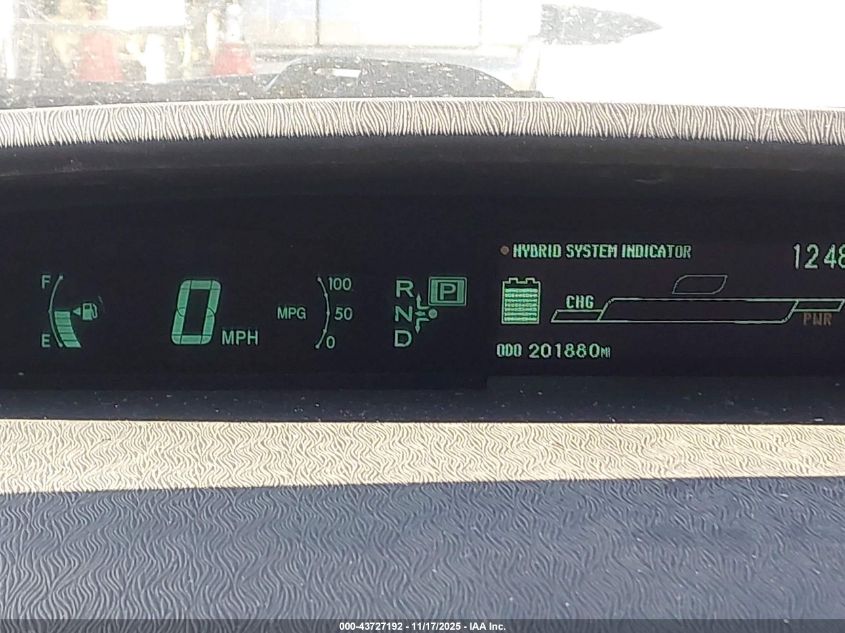 HYBRID SYSTEM INDICATOR
1248
F
E
0 MPH
MPG
100
50
0
R
N
D
P
CHG
PWR
ODO 201880MI
000-43727192 - 11/17/2025 - IAA Inc.